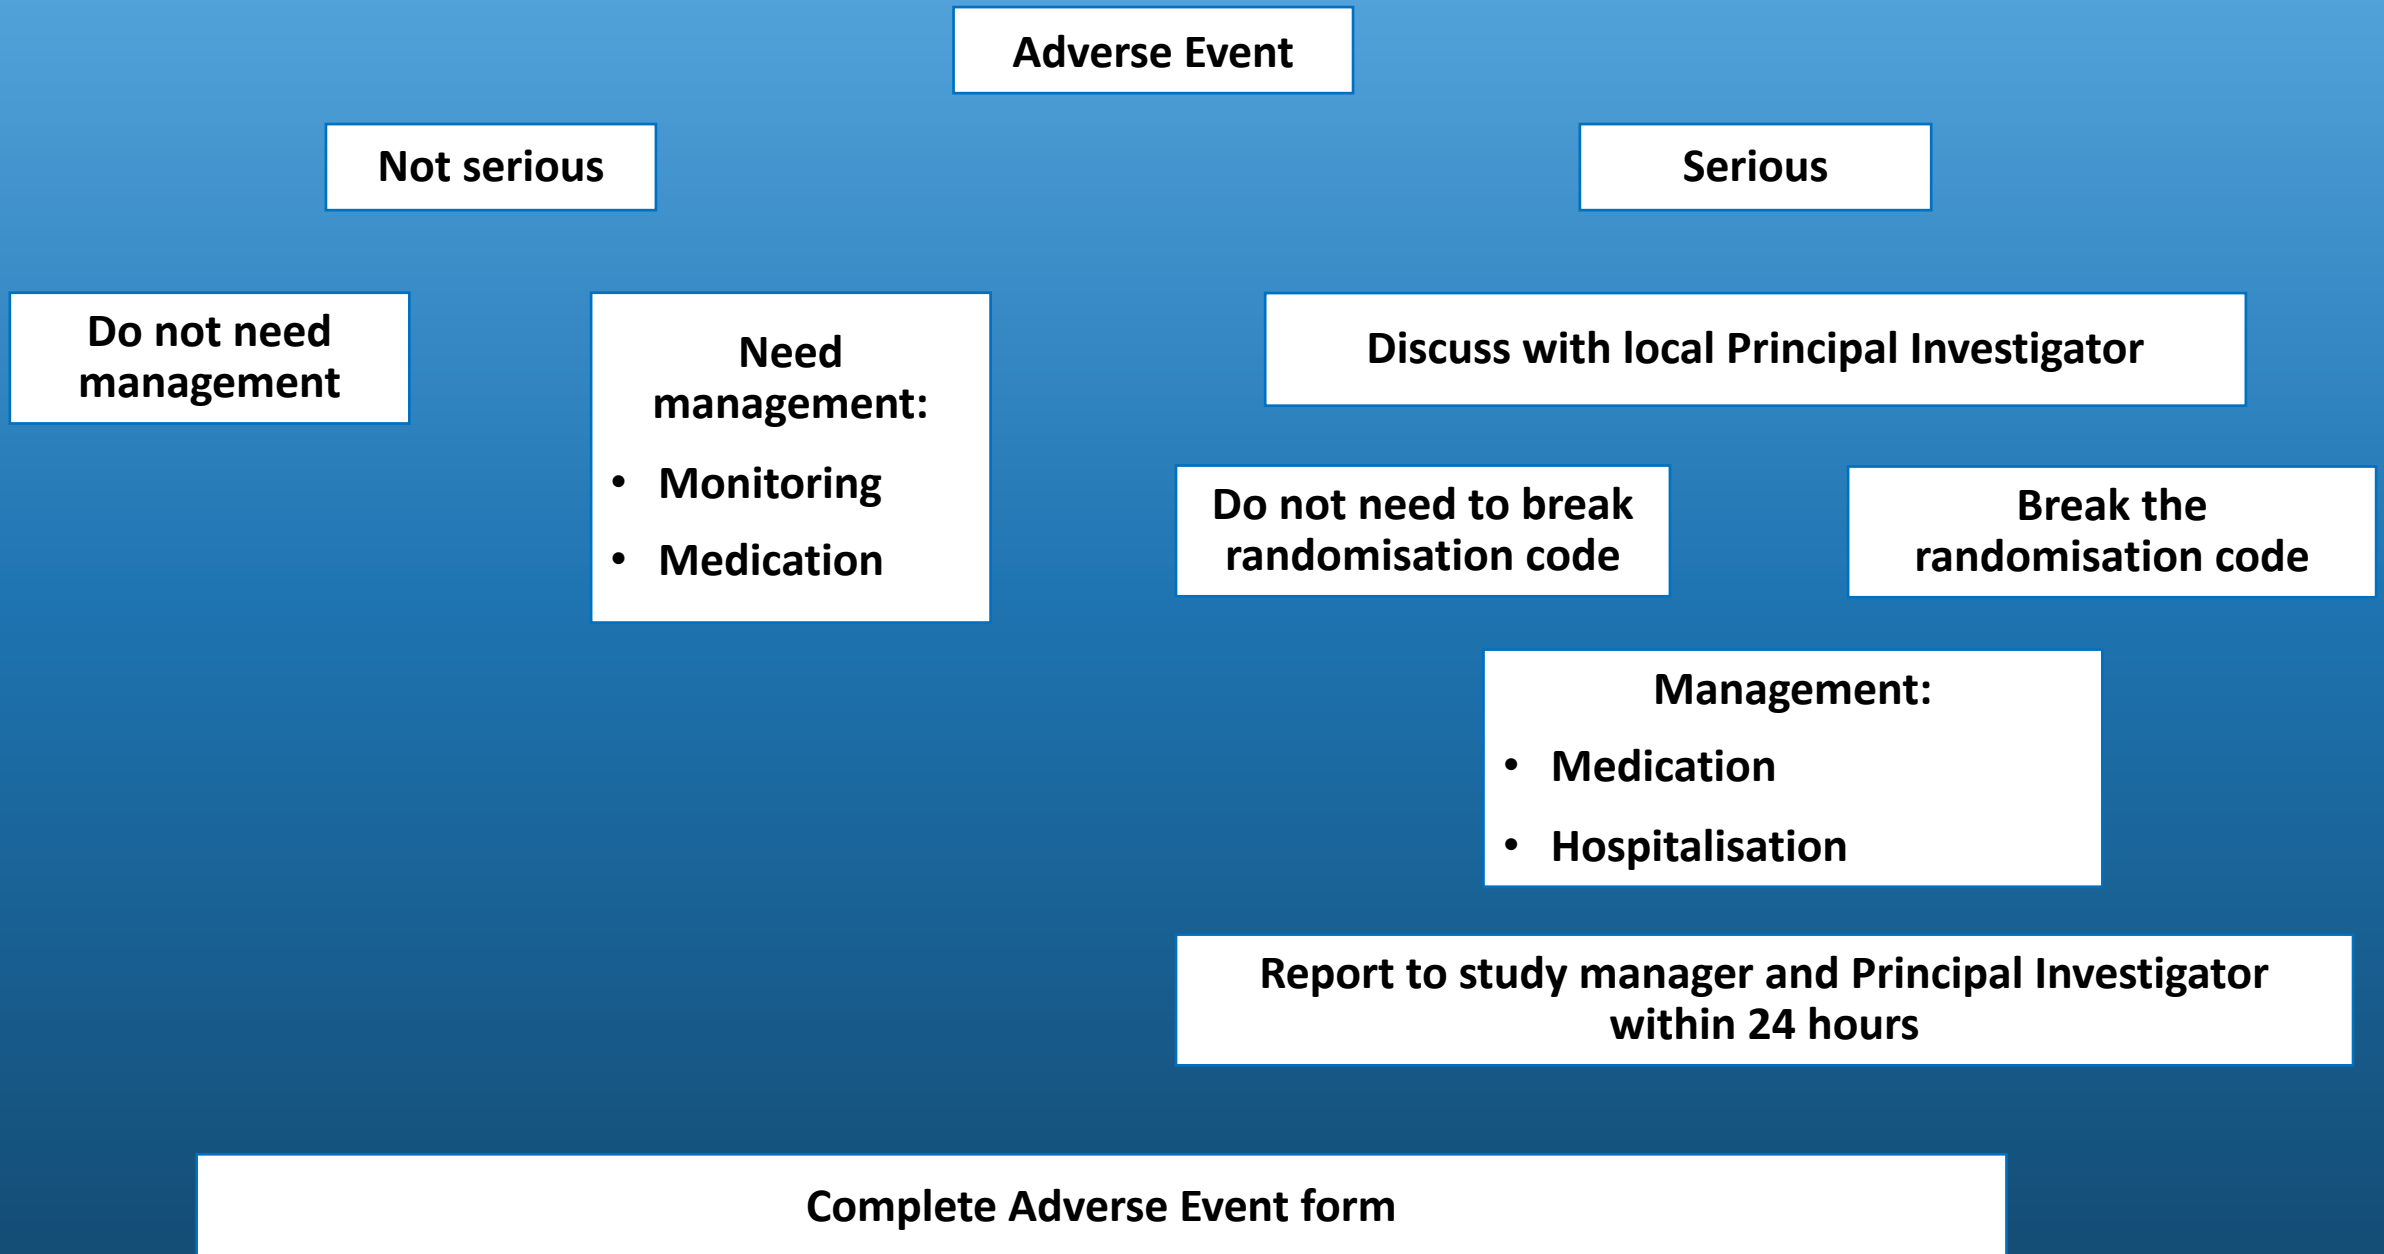 Adverse Event
Not serious
Serious
Do not need
management
Need
management:
• Monitoring
• Medication
Discuss with local Principal Investigator
Do not need to break
randomisation code
Break the
randomisation code
Management:
• Medication
• Hospitalisation
Report to study manager and Principal Investigator
within 24 hours
Complete Adverse Event form